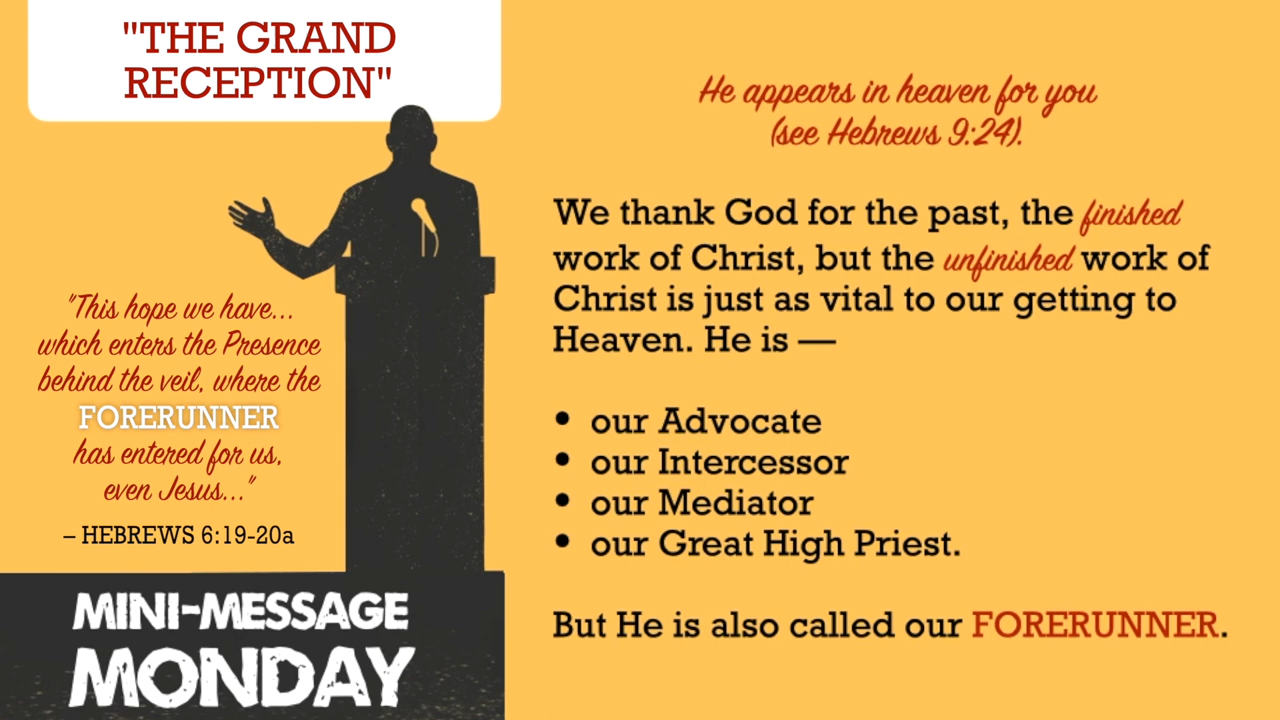 "THE GRAND
RECEPTION"
"This hope we have...
which enters the Presence
behind the veil, where the
FORERUNNER
has entered for us,
even Jesus..."
– HEBREWS 6:19-20a
MINI-MESSAGE
MONDAY
He appears in heaven for you
(see Hebrews 9:24).
We thank God for the past, the finished
work of Christ, but the unfinished work of
Christ is just as vital to our getting to
Heaven. He is —
• our Advocate
• our Intercessor
• our Mediator
• our Great High Priest.
But He is also called our FORERUNNER.